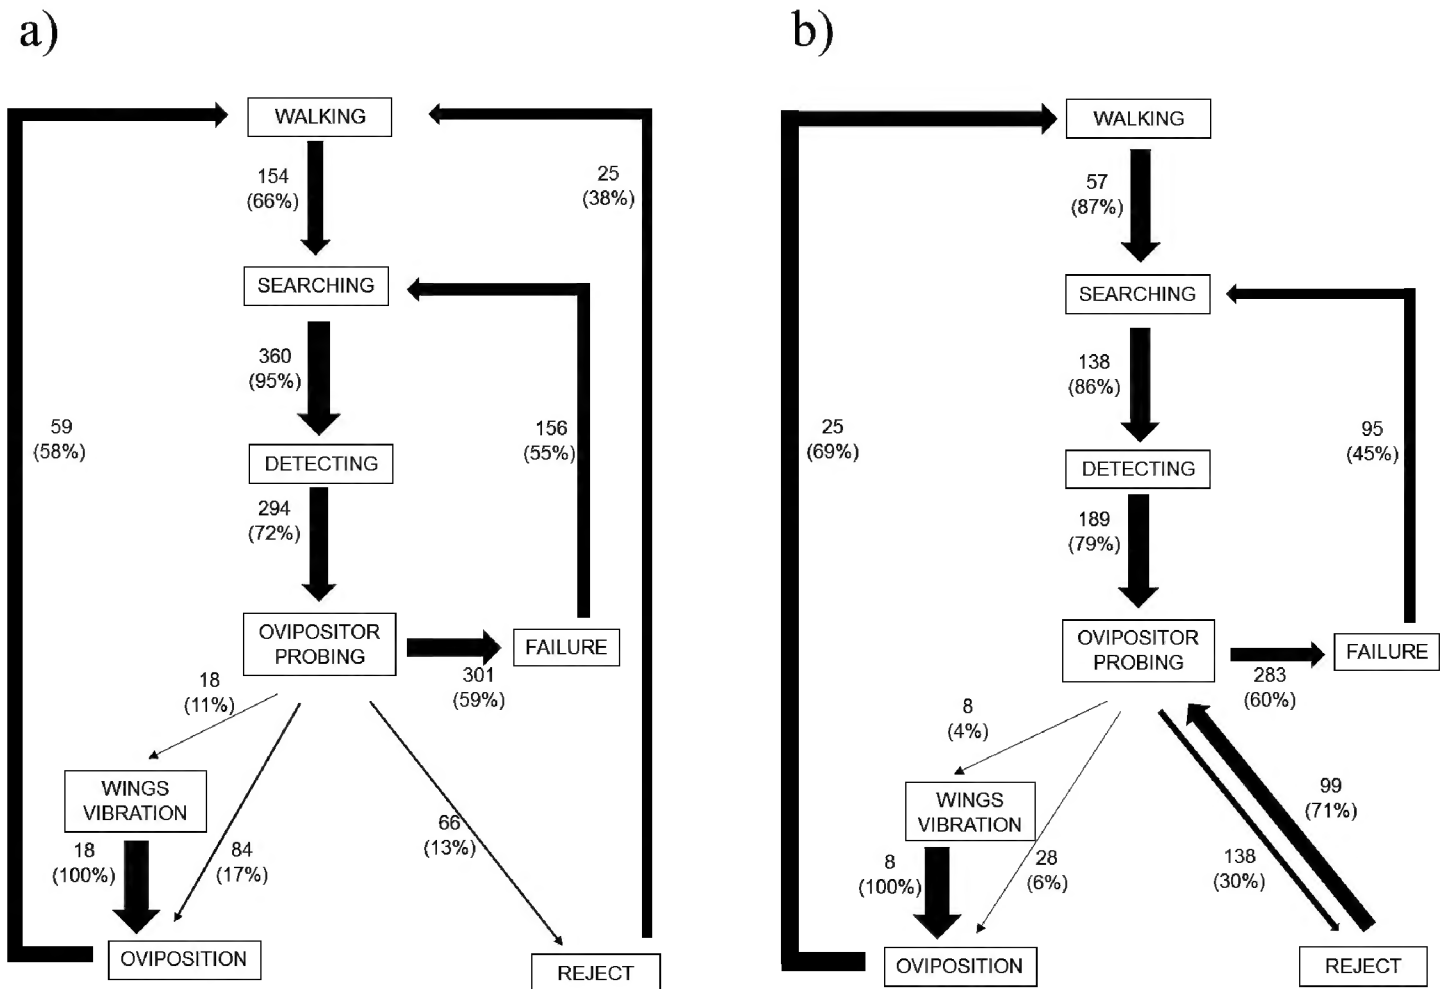 a)
WALKING
154
(66%)
25
(38%)
SEARCHING
360
(95%)
59
(58%)
156
(55%)
DETECTING
294
(72%)
OVIPOSITOR
PROBING
FAILURE
301
(59%)
18
(11%)
WINGS
VIBRATION
66
(13%)
18
(100%)
84
(17%)
OVIPOSITION
REJECT
b)
WALKING
57
(87%)
SEARCHING
138
(86%)
25
(69%)
95
(45%)
DETECTING
189
(79%)
OVIPOSITOR
PROBING
FAILURE
283
(60%)
8
(4%)
WINGS
VIBRATION
99
(71%)
8
(100%)
28
(6%)
138
(30%)
OVIPOSITION
REJECT